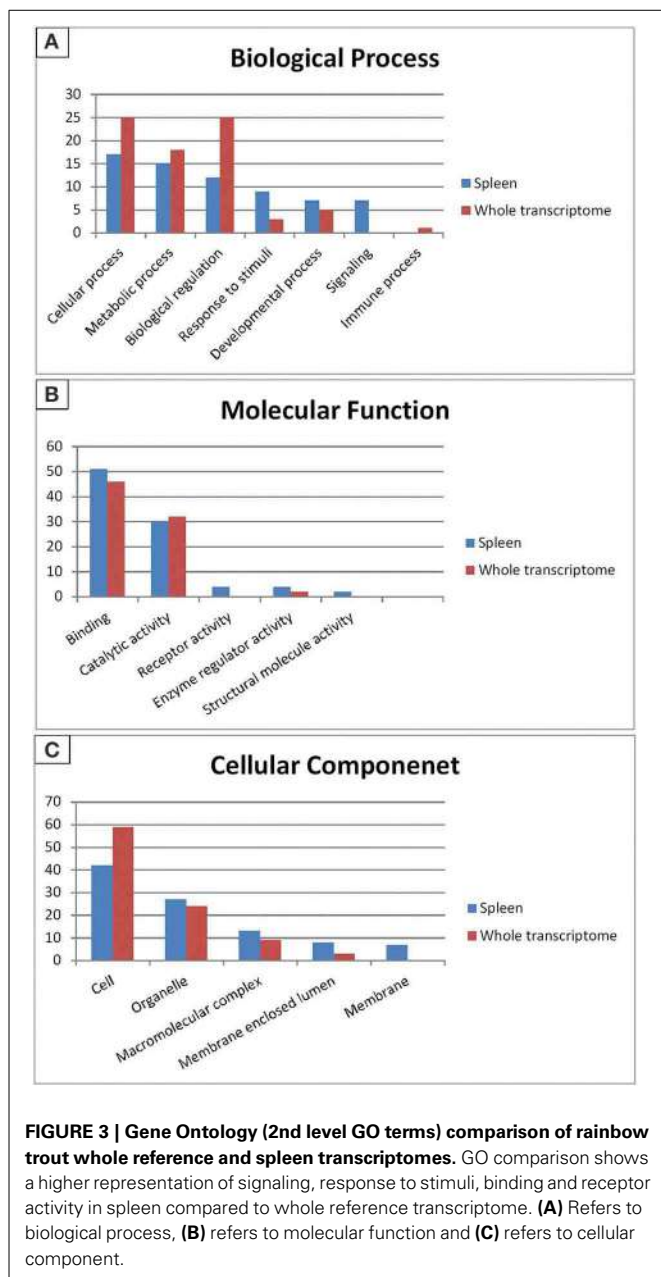 A
Biological Process
30
25
20
15
10
5
0
Cellular process
Metabolic process
Biological regulation
Response to stimuli
Developmental process
Signaling
Immune process
Spleen
Whole transcriptome
B
Molecular Function
60
50
40
30
20
10
0
Binding
Catalytic activity
Receptor activity
Enzyme regulator activity
Structural molecule activity
Spleen
Whole transcriptome
C
Cellular Componenet
70
60
50
40
30
20
10
0
Cell
Organelle
Macromolecular complex
Membrane enclosed lumen
Membrane
Spleen
Whole transcriptome
FIGURE 3 | Gene Ontology (2nd level GO terms) comparison of rainbow
trout whole reference and spleen transcriptomes. GO comparison shows
a higher representation of signaling, response to stimuli, binding and receptor
activity in spleen compared to whole reference transcriptome. (A) Refers to
biological process, (B) refers to molecular function and (C) refers to cellular
component.